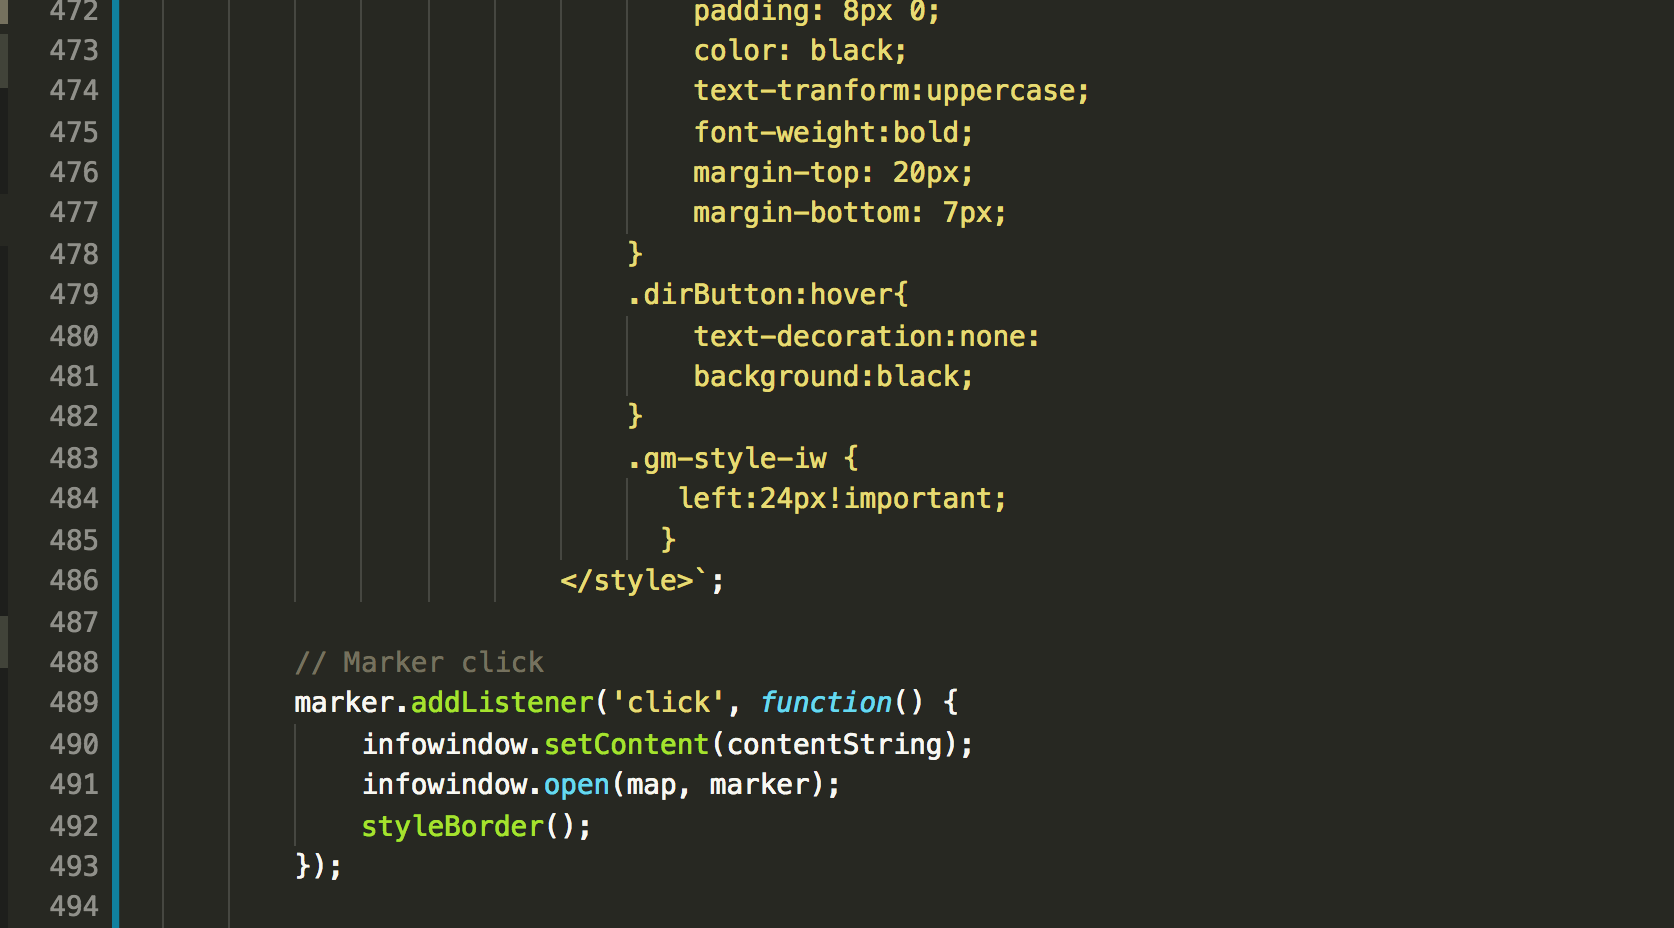 472 padding: 8px 0;
473 color: black;
474 text-tranform:uppercase;
475 font-weight:bold;
476 margin-top: 20px;
477 margin-bottom: 7px;
478 }
479 .dirButton:hover{
480 text-decoration:none:
481 background:black;
482 }
483 .gm-style-iw {
484 left:24px!important;
485 }
486 </style>`;
487
488 // Marker click
489 marker.addListener('click', function() {
490 infowindow.setContent(contentString);
491 infowindow.open(map, marker);
492 styleBorder();
493 });
494